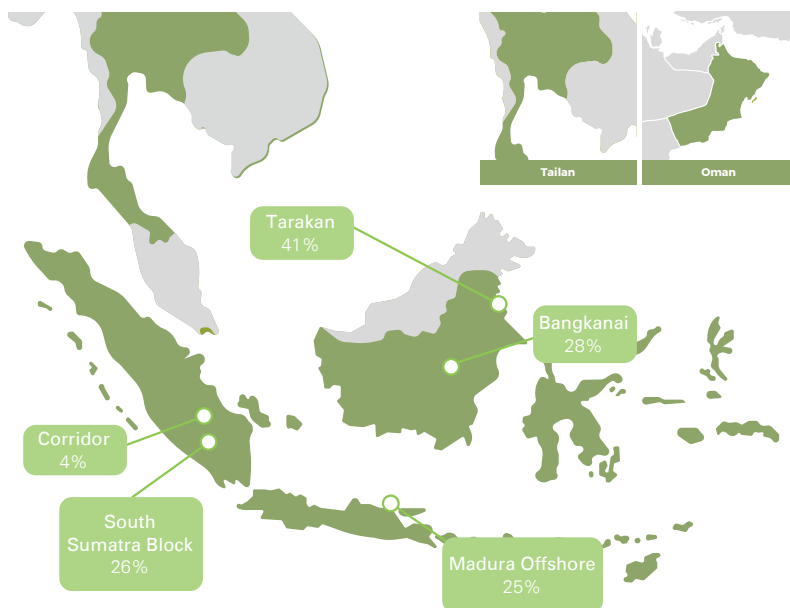 Tailan
Oman
Tarakan
41%
Bangkanai
28%
Corridor
4%
South
Sumatra Block
26%
Madura Offshore
25%